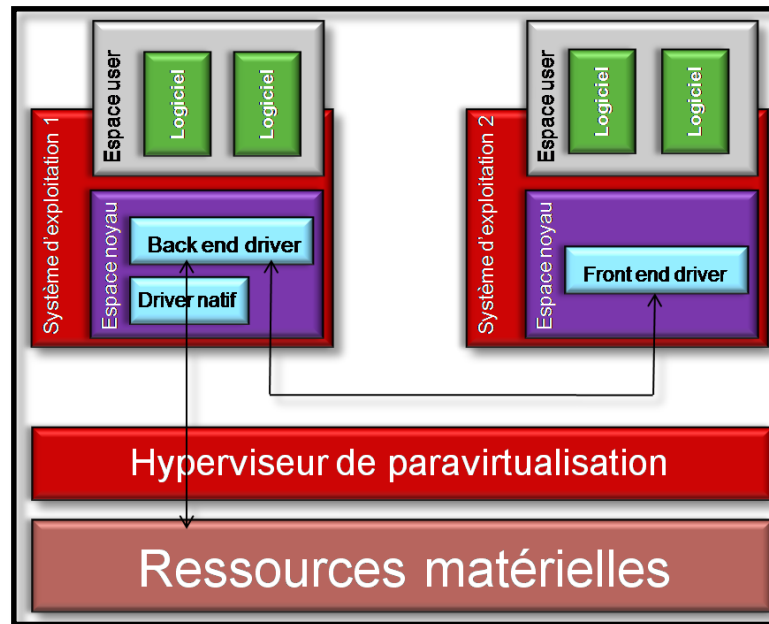 Système d'exploitation 1
Espace user
Logiciel
Logiciel
Espace noyau
Back end driver
Driver natif
Système d'exploitation 2
Espace user
Logiciel
Logiciel
Espace noyau
Front end driver
Hyperviseur de paravirtualisation
Ressources matérielles